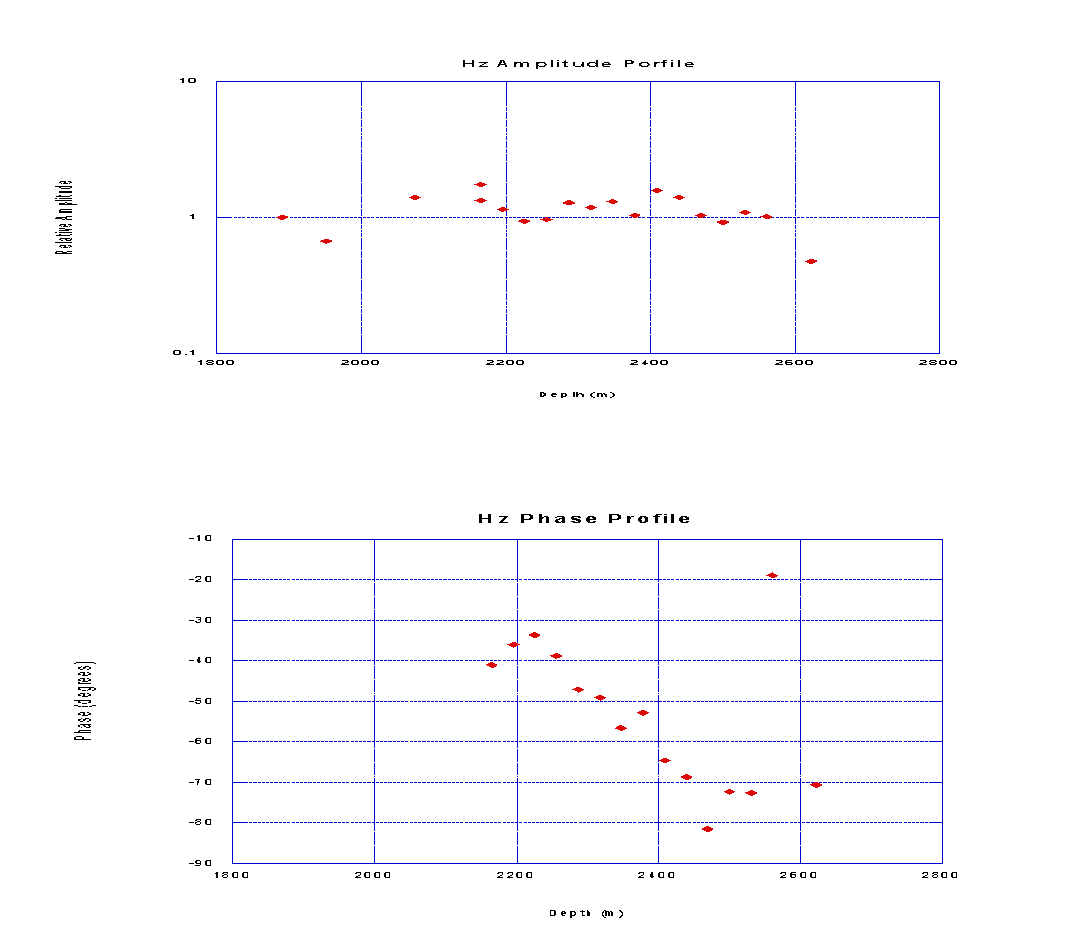 Hz Amplitude Porfile
10
1
0.1
Relative Amplitude
1800 2000 2200 2400 2600 2800
Depth (m)
Hz Phase Profile
-10
-20
-30
-40
-50
-60
-70
-80
-90
Phase (degrees)
1800 2000 2200 2400 2600 2800
Depth (m)